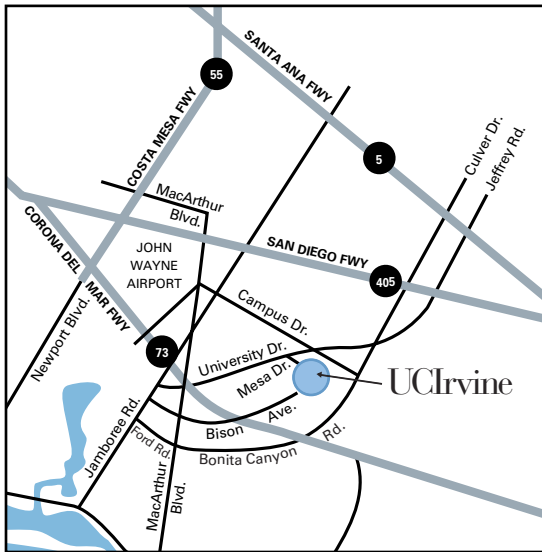 55
SANTA ANA FWY
COSTA MESA FWY
5
Culver Dr.
Jeffrey Rd.
MacArthur
Blvd.
CORONA DEL
MAR FWY
JOHN
WAYNE
AIRPORT
SAN DIEGO FWY
405
Newport Blvd.
Campus Dr.
73
University Dr.
Mesa Dr.
UCIrvine
Jamboree Rd.
Bison
Ave.
Ford Rd.
Bonita Canyon
Rd.
MacArthur
Blvd.